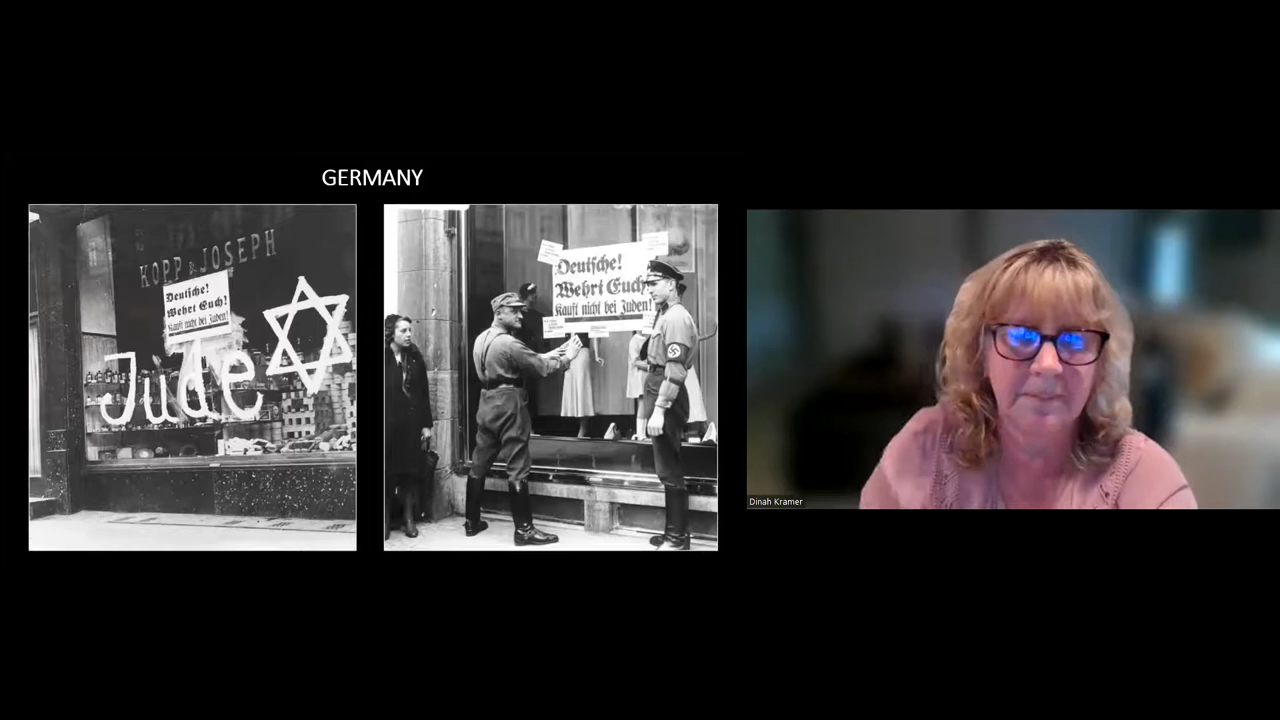 GERMANY
KOPP & JOSEPH
Deutsche!
Wehrt Euch!
Kauft nicht bei Juden!
Jude
Deutsche!
Wehrt Euch!
Kauft nicht bei Juden!
Dinah Kramer